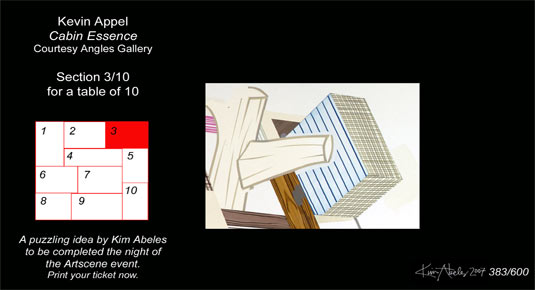 Kevin Appel
Cabin Essence
Courtesy Angles Gallery
Section 3/10
for a table of 10
1 2 3
4 5
6 7
10
8 9
A puzzling idea by Kim Abeles
to be completed the night of
the Artscene event.
Print your ticket now.
Kim Abeles 2007 383/600